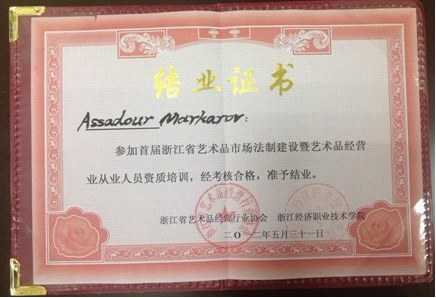 结业证书
Assadour Markarov:
参加首届浙江省艺术品市场法制建设暨艺术品经营
业从业人员资质培训，经考核合格，准予结业。
浙江省艺术品经营行业协会 浙江经济职业技术学院
二〇一二年五月三十一日